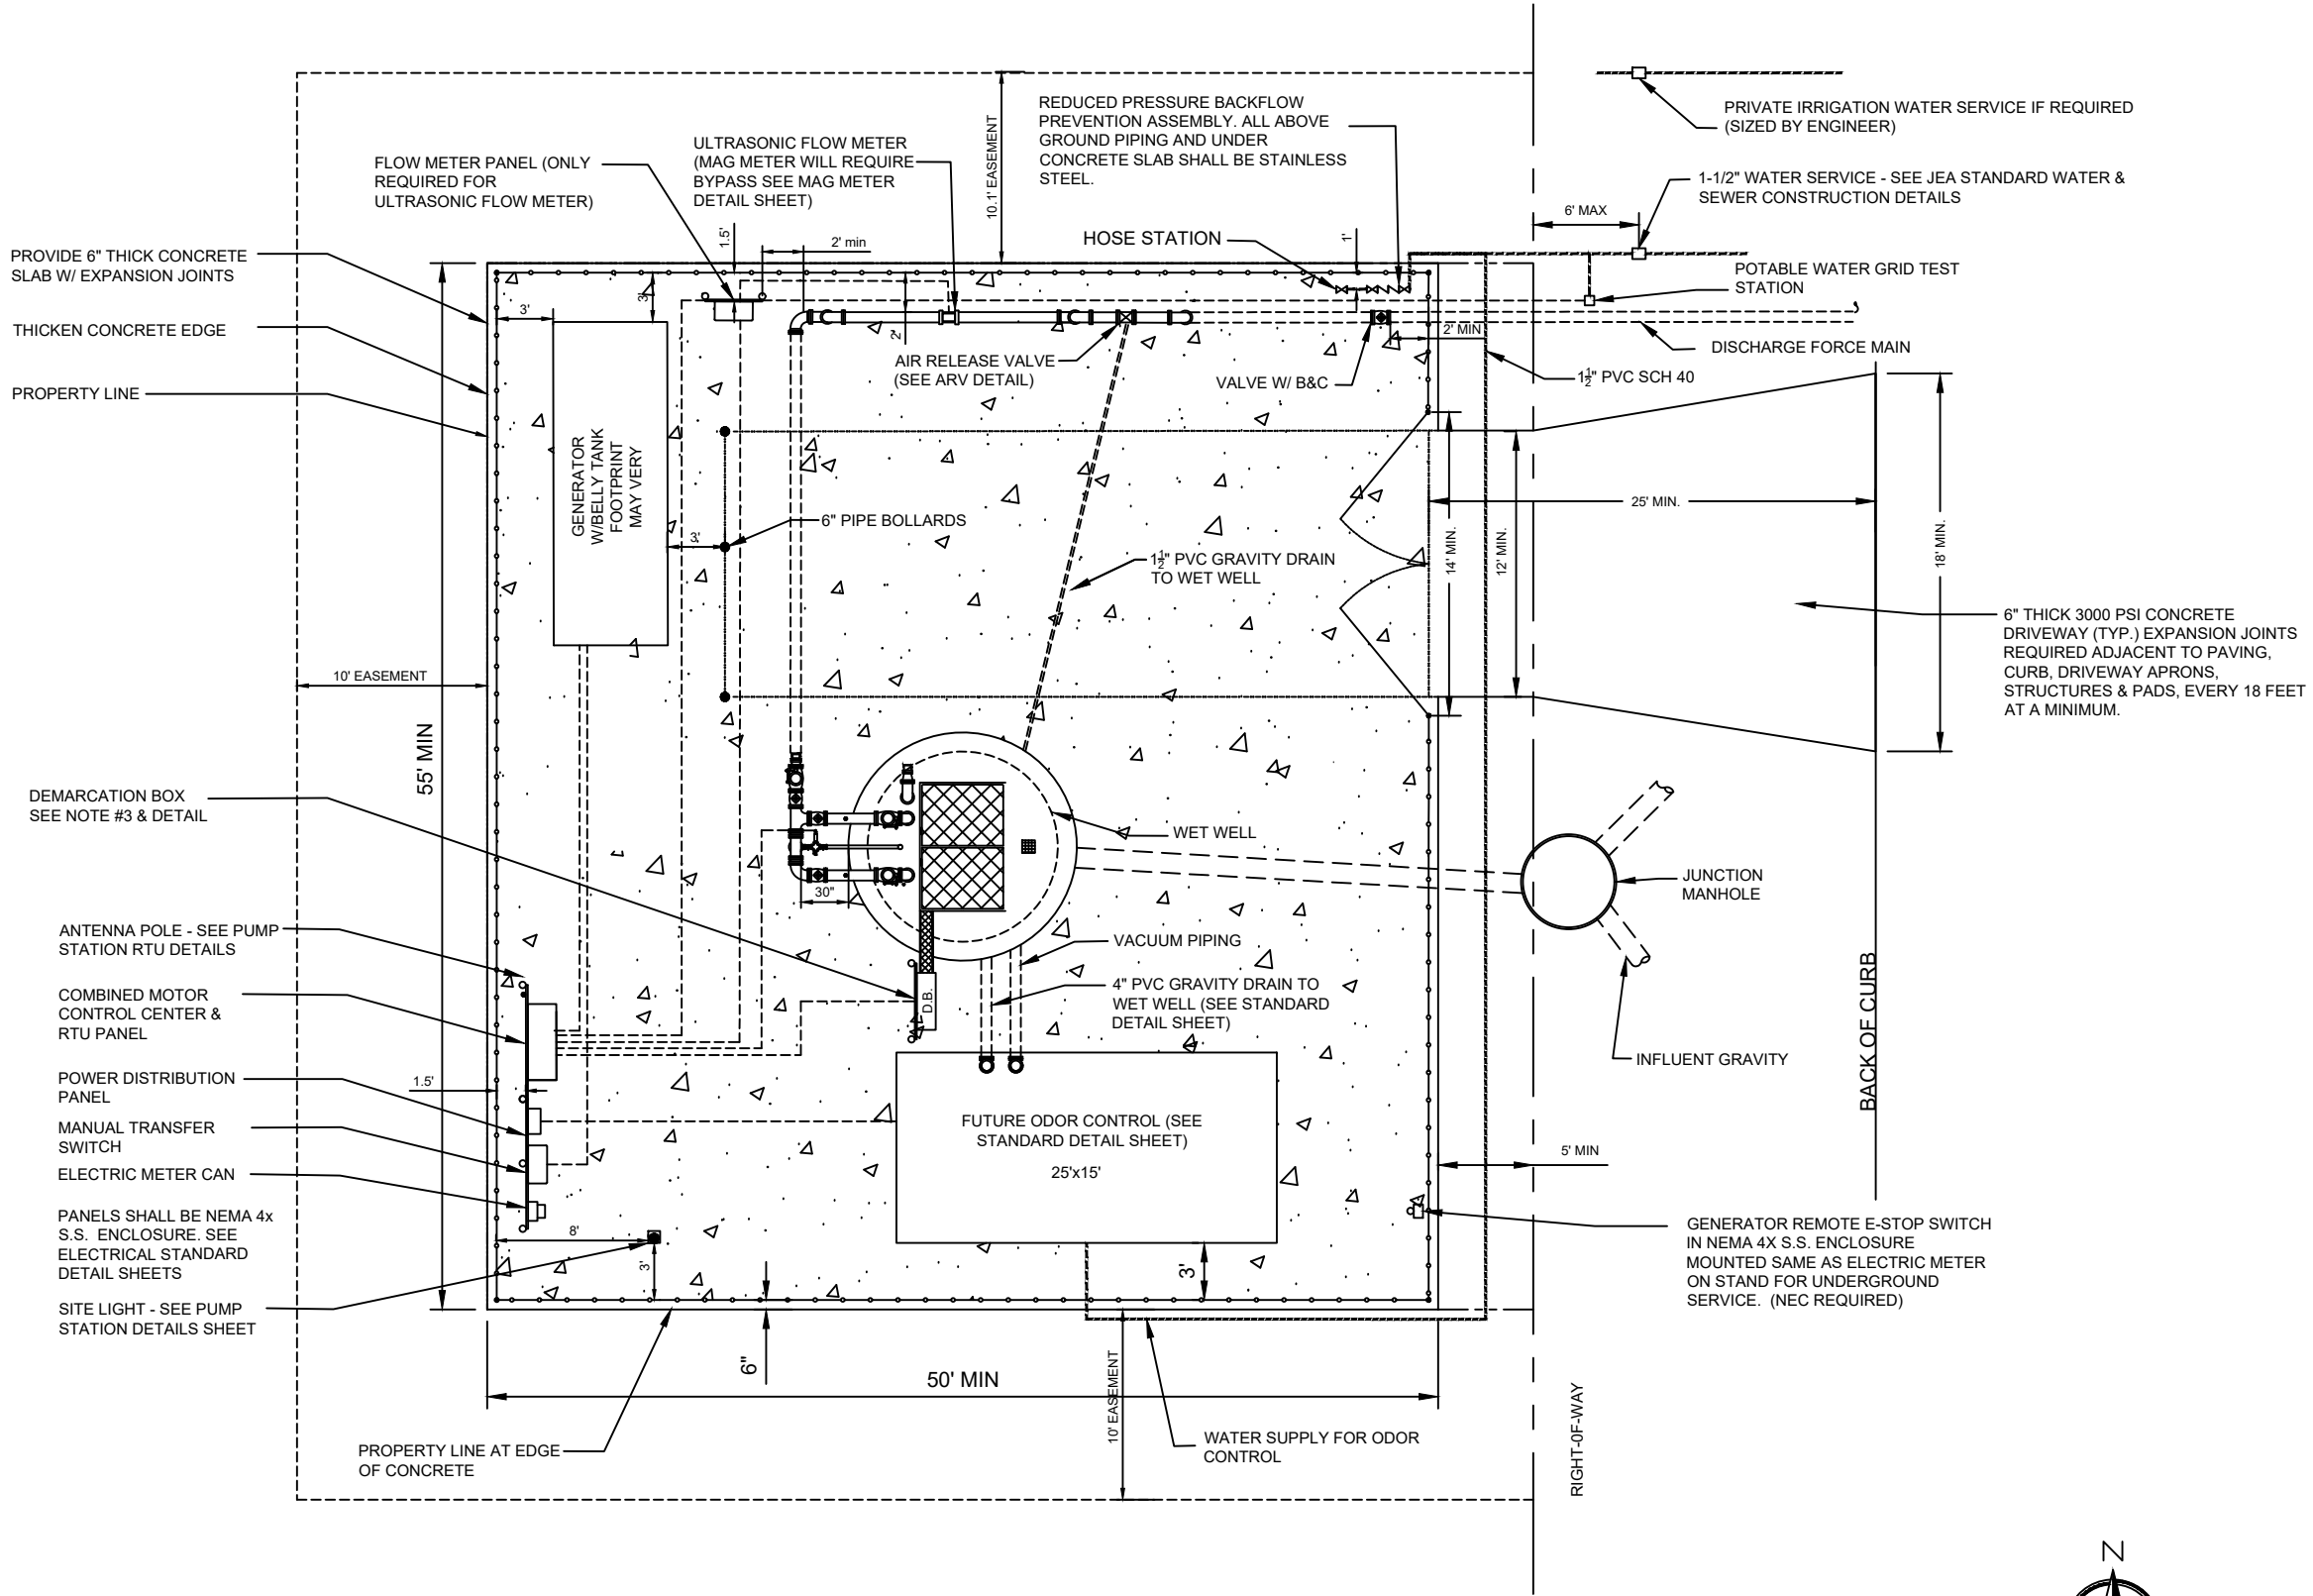 10.1' EASEMENT
REDUCED PRESSURE BACKFLOW
PREVENTION ASSEMBLY. ALL ABOVE
GROUND PIPING AND UNDER
CONCRETE SLAB SHALL BE STAINLESS
STEEL.
PRIVATE IRRIGATION WATER SERVICE IF REQUIRED
(SIZED BY ENGINEER)
ULTRASONIC FLOW METER
(MAG METER WILL REQUIRE
BYPASS SEE MAG METER
DETAIL SHEET)
FLOW METER PANEL (ONLY
REQUIRED FOR
ULTRASONIC FLOW METER)
1-1/2" WATER SERVICE - SEE JEA STANDARD WATER &
SEWER CONSTRUCTION DETAILS
6' MAX
1.5'
2' min
HOSE STATION
1'
PROVIDE 6" THICK CONCRETE
SLAB W/ EXPANSION JOINTS
POTABLE WATER GRID TEST
STATION
3'
3'
THICKEN CONCRETE EDGE
2'
2' MIN
AIR RELEASE VALVE
(SEE ARV DETAIL)
VALVE W/ B&C
DISCHARGE FORCE MAIN
1½" PVC SCH 40
PROPERTY LINE
GENERATOR
W/BELLY TANK
FOOTPRINT
MAY VERY
6" PIPE BOLLARDS
3'
1½" PVC GRAVITY DRAIN
TO WET WELL
14' MIN.
12' MIN.
25' MIN.
18' MIN.
6" THICK 3000 PSI CONCRETE
DRIVEWAY (TYP.) EXPANSION JOINTS
REQUIRED ADJACENT TO PAVING,
CURB, DRIVEWAY APRONS,
STRUCTURES & PADS, EVERY 18 FEET
AT A MINIMUM.
10' EASEMENT
55' MIN
DEMARCATION BOX
SEE NOTE #3 & DETAIL
WET WELL
30"
JUNCTION
MANHOLE
ANTENNA POLE - SEE PUMP
STATION RTU DETAILS
VACUUM PIPING
COMBINED MOTOR
CONTROL CENTER &
RTU PANEL
D.B.
4" PVC GRAVITY DRAIN TO
WET WELL (SEE STANDARD
DETAIL SHEET)
INFLUENT GRAVITY
BACK OF CURB
POWER DISTRIBUTION
PANEL
1.5'
MANUAL TRANSFER
SWITCH
FUTURE ODOR CONTROL (SEE
STANDARD DETAIL SHEET)
25'x15'
5' MIN
ELECTRIC METER CAN
PANELS SHALL BE NEMA 4x
S.S. ENCLOSURE. SEE
ELECTRICAL STANDARD
DETAIL SHEETS
8'
3'
3'
GENERATOR REMOTE E-STOP SWITCH
IN NEMA 4X S.S. ENCLOSURE
MOUNTED SAME AS ELECTRIC METER
ON STAND FOR UNDERGROUND
SERVICE. (NEC REQUIRED)
SITE LIGHT - SEE PUMP
STATION DETAILS SHEET
6"
50' MIN
10' EASEMENT
RIGHT-0F-WAY
PROPERTY LINE AT EDGE
OF CONCRETE
WATER SUPPLY FOR ODOR
CONTROL
N